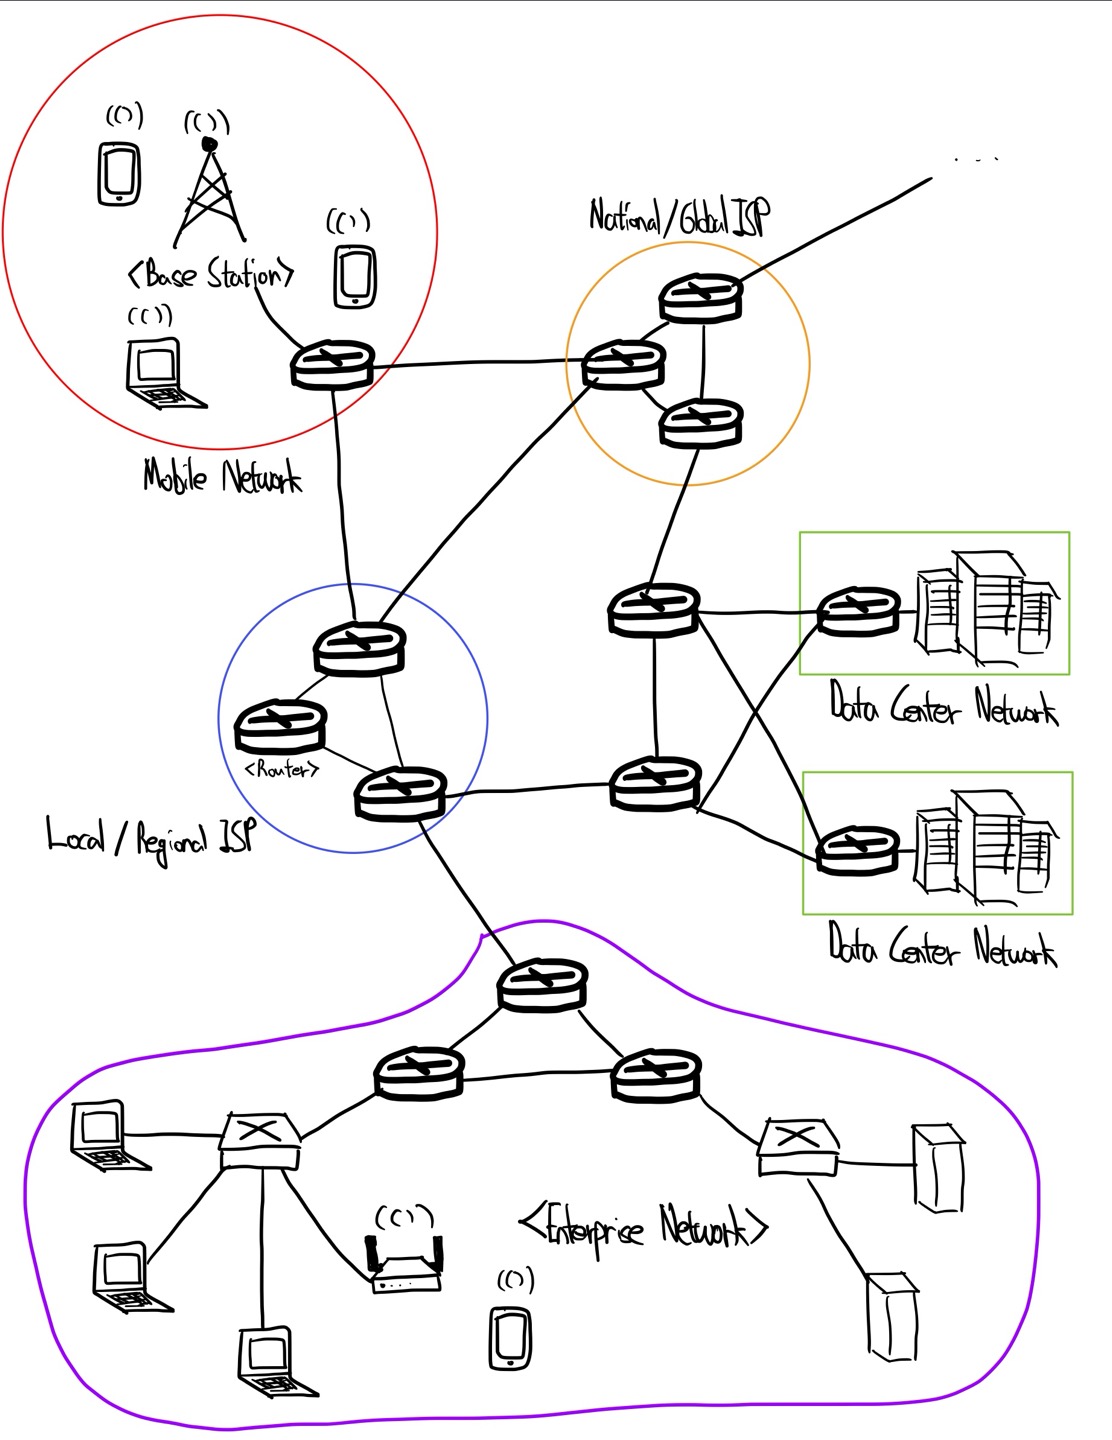 National/Global ISP
<Base Station>
Mobile Network
Data Center Network
<Router>
Local/Regional ISP
Data Center Network
<Enterprise Network>